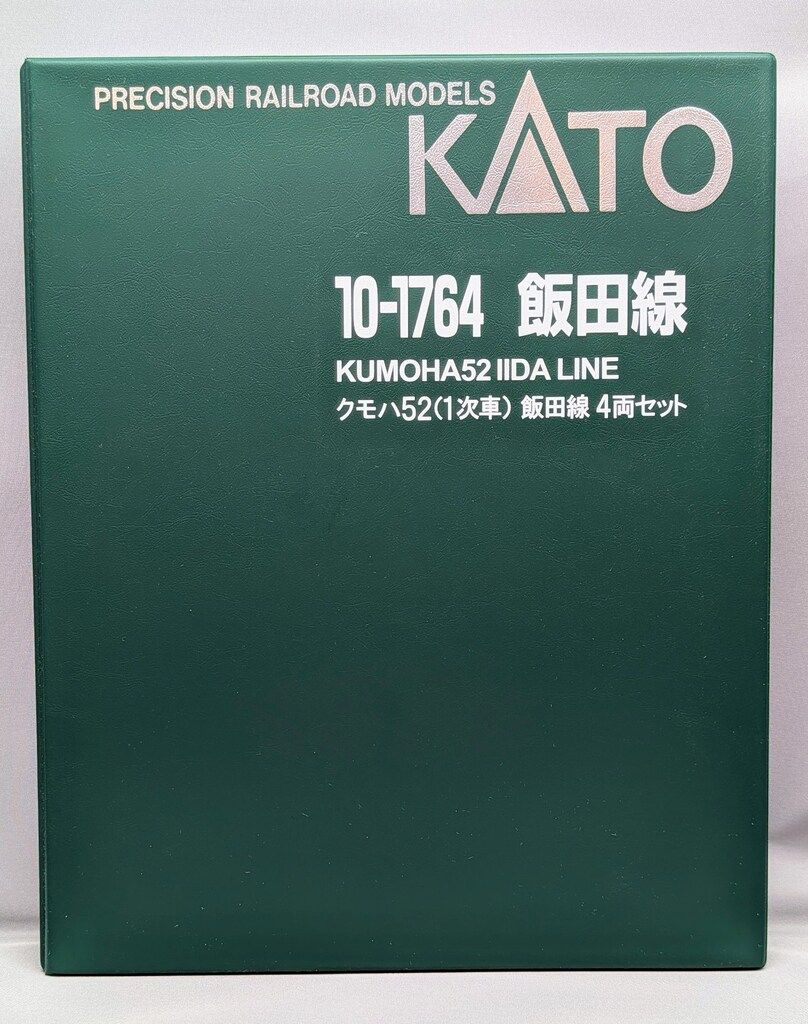 PRECISION RAILROAD MODELS
KATO
10-1764 飯田線
KUMOHA52 IIDA LINE
クモハ52(1次車) 飯田線 4両セット